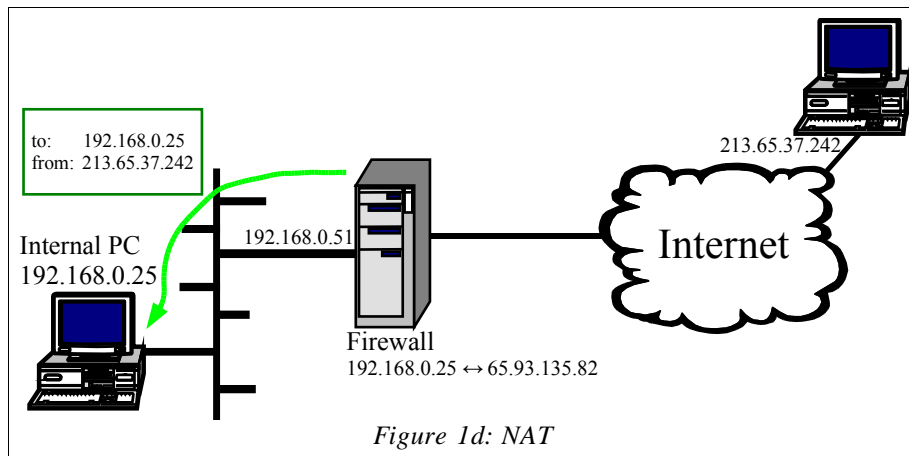 to: 192.168.0.25
from: 213.65.37.242
213.65.37.242
192.168.0.51
Internet
Internal PC
192.168.0.25
Firewall
192.168.0.25 ↔ 65.93.135.82
Figure 1d: NAT